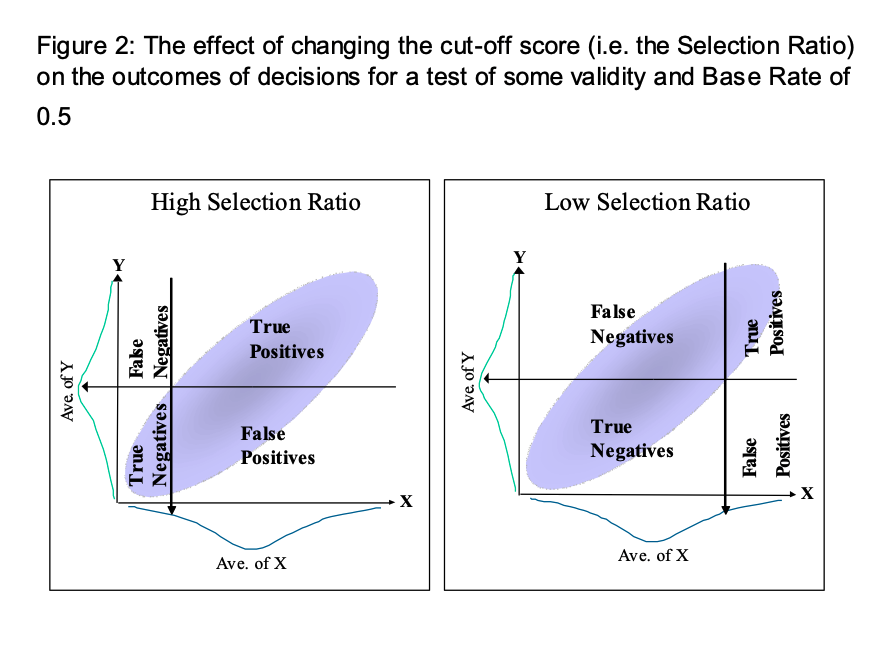 Figure 2: The effect of changing the cut-off score (i.e. the Selection Ratio)
on the outcomes of decisions for a test of some validity and Base Rate of
0.5
High Selection Ratio
Y
Ave. of Y
False
Negatives
True
Positives
True
Negatives
False
Positives
X
Ave. of X
Low Selection Ratio
Y
Ave. of Y
False
Negatives
True
Positives
True
Negatives
False
Positives
X
Ave. of X